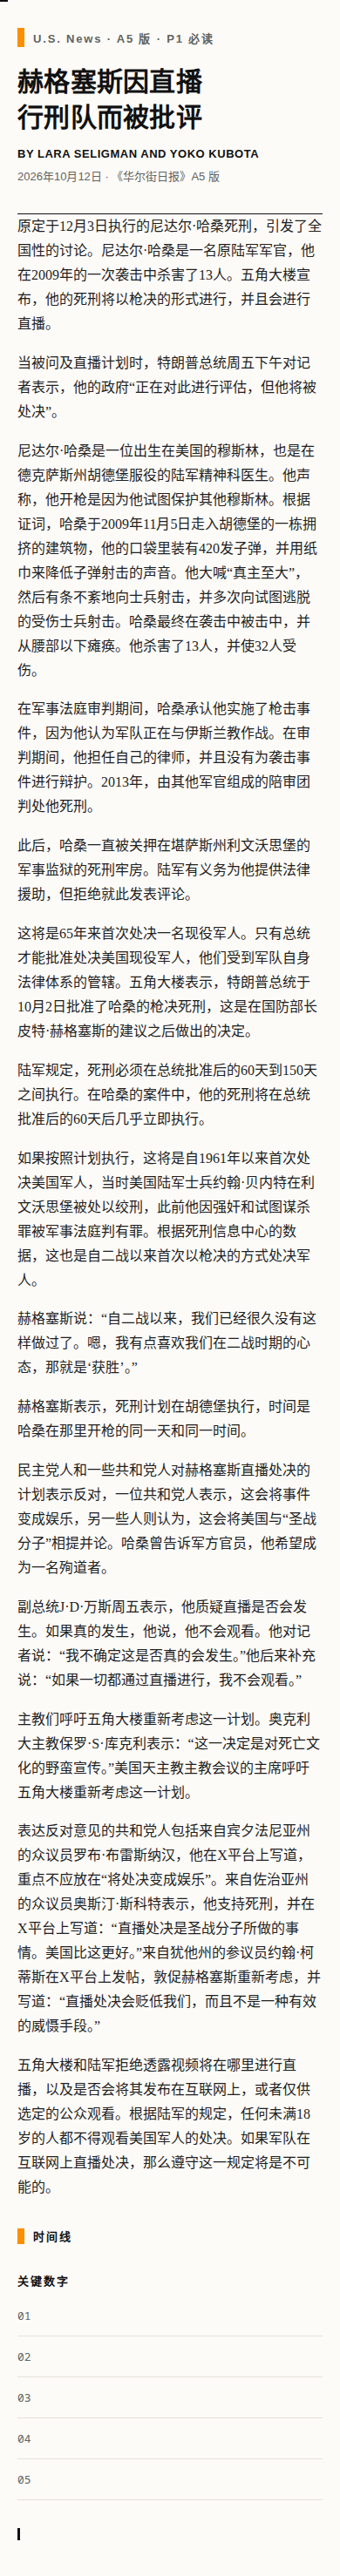 U.S. News · A5 版 · P1 必读
赫格塞斯因直播
行刑队而被批评
BY LARA SELIGMAN AND YOKO KUBOTA
2026年10月12日 · 《华尔街日报》A5 版
原定于12月3日执行的尼达尔·哈桑死刑，引发了全
国性的讨论。尼达尔·哈桑是一名原陆军军官，他
在2009年的一次袭击中杀害了13人。五角大楼宣
布，他的死刑将以枪决的形式进行，并且会进行
直播。
当被问及直播计划时，特朗普总统周五下午对记
者表示，他的政府“正在对此进行评估，但他将被
处决”。
尼达尔·哈桑是一位出生在美国的穆斯林，也是在
德克萨斯州胡德堡服役的陆军精神科医生。他声
称，他开枪是因为他试图保护其他穆斯林。根据
证词，哈桑于2009年11月5日走入胡德堡的一栋拥
挤的建筑物，他的口袋里装有420发子弹，并用纸
巾来降低子弹射击的声音。他大喊“真主至大”，
然后有条不紊地向士兵射击，并多次向试图逃脱
的受伤士兵射击。哈桑最终在袭击中被击中，并
从腰部以下瘫痪。他杀害了13人，并使32人受
伤。
在军事法庭审判期间，哈桑承认他实施了枪击事
件，因为他认为军队正在与伊斯兰教作战。在审
判期间，他担任自己的律师，并且没有为袭击事
件进行辩护。2013年，由其他军官组成的陪审团
判处他死刑。
此后，哈桑一直被关押在堪萨斯州利文沃思堡的
军事监狱的死刑牢房。陆军有义务为他提供法律
援助，但拒绝就此发表评论。
这将是65年来首次处决一名现役军人。只有总统
才能批准处决美国现役军人，他们受到军队自身
法律体系的管辖。五角大楼表示，特朗普总统于
10月2日批准了哈桑的枪决死刑，这是在国防部长
皮特·赫格塞斯的建议之后做出的决定。
陆军规定，死刑必须在总统批准后的60天到150天
之间执行。在哈桑的案件中，他的死刑将在总统
批准后的60天后几乎立即执行。
如果按照计划执行，这将是自1961年以来首次处
决美国军人，当时美国陆军士兵约翰·贝内特在利
文沃思堡被处以绞刑，此前他因强奸和试图谋杀
罪被军事法庭判有罪。根据死刑信息中心的数
据，这也是自二战以来首次以枪决的方式处决军
人。
赫格塞斯说：“自二战以来，我们已经很久没有这
样做过了。嗯，我有点喜欢我们在二战时期的心
态，那就是‘获胜’。”
赫格塞斯表示，死刑计划在胡德堡执行，时间是
哈桑在那里开枪的同一天和同一时间。
民主党人和一些共和党人对赫格塞斯直播处决的
计划表示反对，一位共和党人表示，这会将事件
变成娱乐，另一些人则认为，这会将美国与“圣战
分子”相提并论。哈桑曾告诉军方官员，他希望成
为一名殉道者。
副总统J·D·万斯周五表示，他质疑直播是否会发
生。如果真的发生，他说，他不会观看。他对记
者说：“我不确定这是否真的会发生。”他后来补充
说：“如果一切都通过直播进行，我不会观看。”
主教们呼吁五角大楼重新考虑这一计划。奥克利
大主教保罗·S·库克利表示：“这一决定是对死亡文
化的野蛮宣传。”美国天主教主教会议的主席呼吁
五角大楼重新考虑这一计划。
表达反对意见的共和党人包括来自宾夕法尼亚州
的众议员罗布·布雷斯纳汉，他在X平台上写道，
重点不应放在“将处决变成娱乐”。来自佐治亚州
的众议员奥斯汀·斯科特表示，他支持死刑，并在
X平台上写道：“直播处决是圣战分子所做的事
情。美国比这更好。”来自犹他州的参议员约翰·柯
蒂斯在X平台上发帖，敦促赫格塞斯重新考虑，并
写道：“直播处决会贬低我们，而且不是一种有效
的威慑手段。”
五角大楼和陆军拒绝透露视频将在哪里进行直
播，以及是否会将其发布在互联网上，或者仅供
选定的公众观看。根据陆军的规定，任何未满18
岁的人都不得观看美国军人的处决。如果军队在
互联网上直播处决，那么遵守这一规定将是不可
能的。
时间线
关键数字
01
02
03
04
05